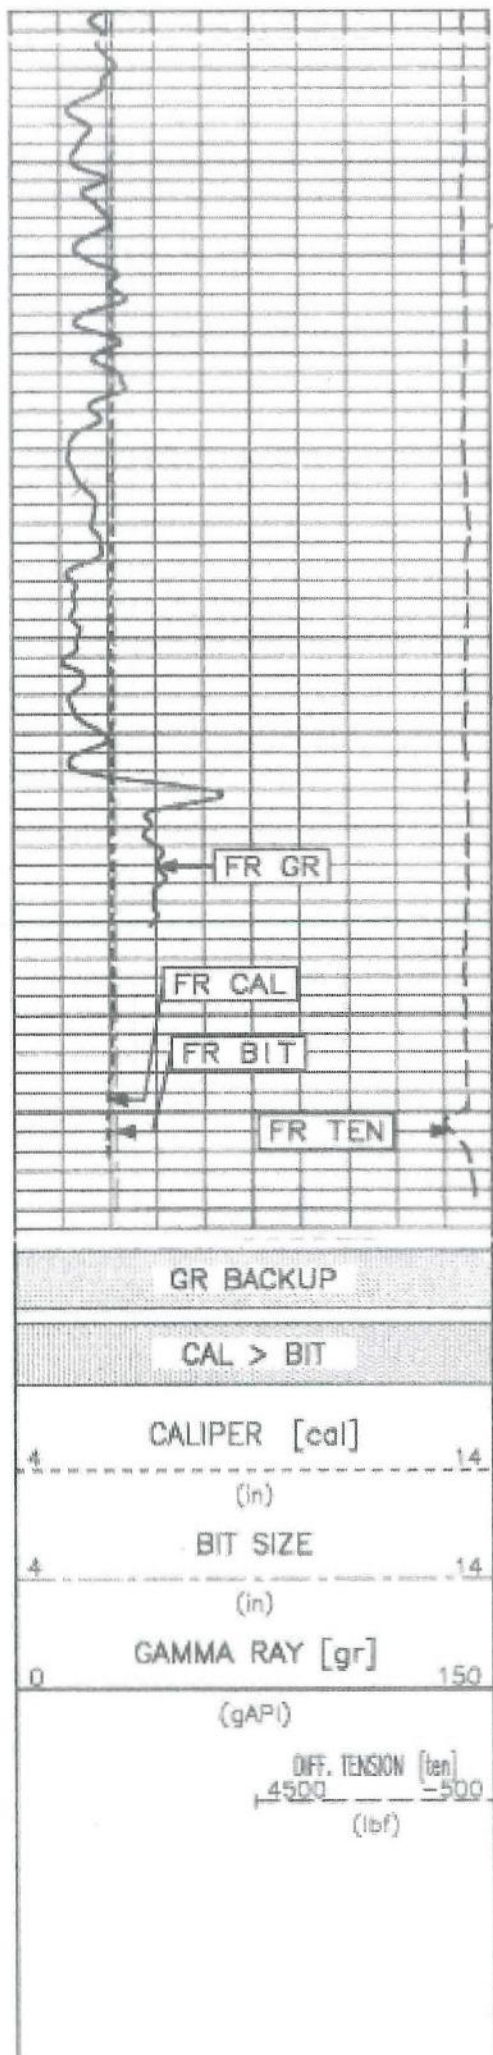 FR GR
FR CAL
FR BIT
FR TEN
GR BACKUP
CAL > BIT
CALIPER [cal]
4 14
(in)
BIT SIZE
4 14
(in)
GAMMA RAY [gr]
0 150
(gAPI)
DIFF. TENSION [ten]
4500 -500
(lbf)